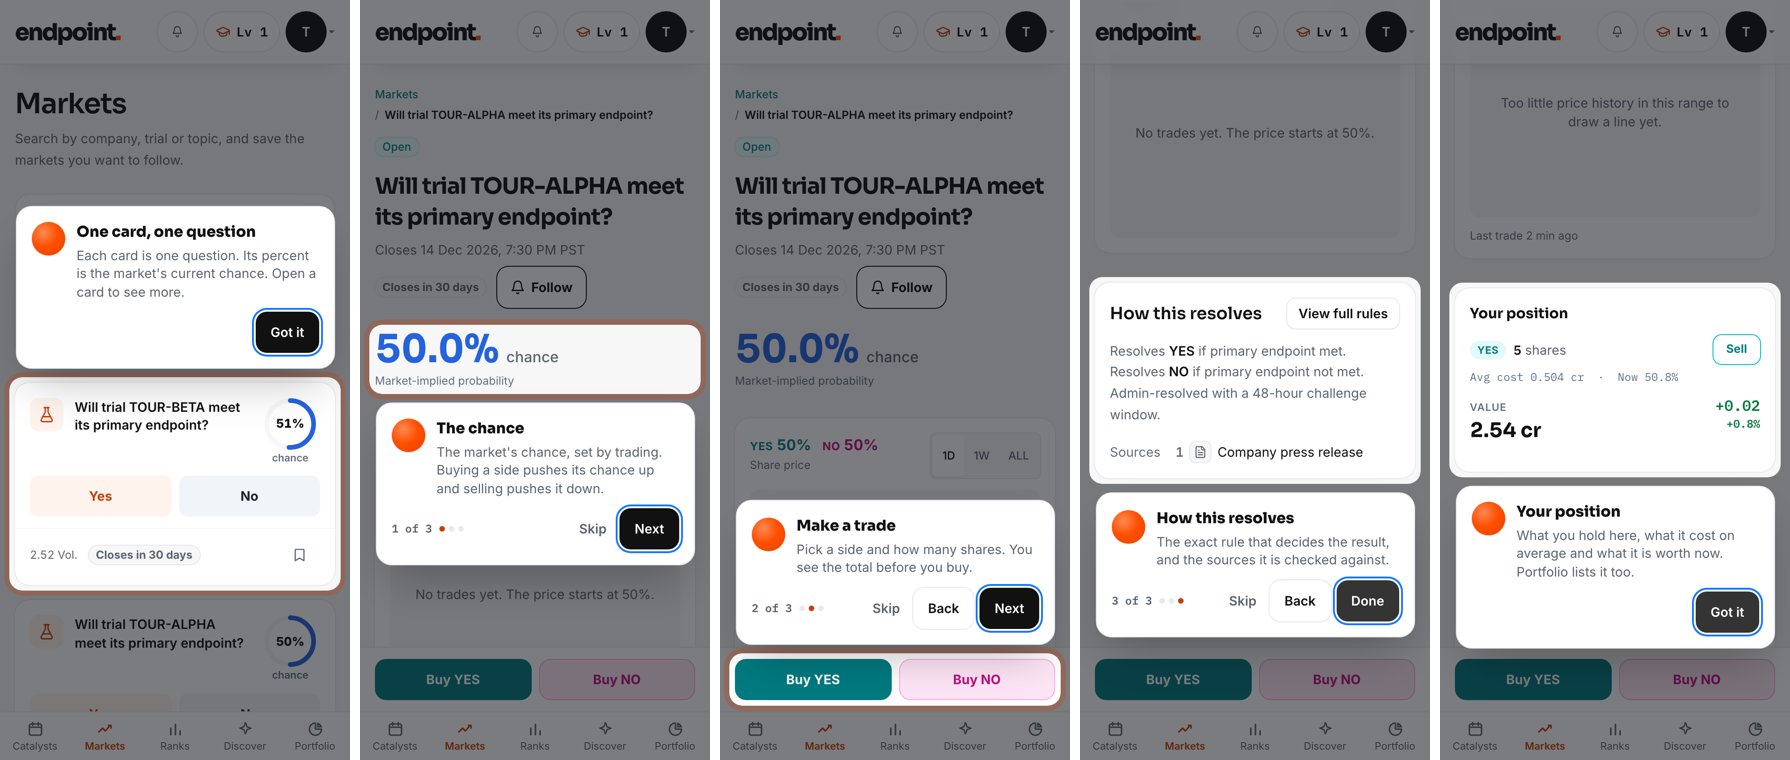 endpoint.
Lv 1
T
Markets
Search by company, trial or topic, and save the
markets you want to follow.
One card, one question
Each card is one question. Its percent
is the market's current chance. Open a
card to see more.
Got it
Will trial TOUR-BETA meet
its primary endpoint?
51%
chance
Yes
No
2.52 Vol.
Closes in 30 days
Will trial TOUR-ALPHA
meet its primary endpoint?
50%
chance
Catalysts
Markets
Ranks
Discover
Portfolio
endpoint.
Lv 1
T
Markets
/ Will trial TOUR-ALPHA meet its primary endpoint?
Open
Will trial TOUR-ALPHA meet
its primary endpoint?
Closes 14 Dec 2026, 7:30 PM PST
Closes in 30 days
Follow
50.0% chance
Market-implied probability
The chance
The market's chance, set by trading.
Buying a side pushes its chance up
and selling pushes it down.
1 of 3
Skip
Next
No trades yet. The price starts at 50%.
Buy YES
Buy NO
Catalysts
Markets
Ranks
Discover
Portfolio
endpoint.
Lv 1
T
Markets
/ Will trial TOUR-ALPHA meet its primary endpoint?
Open
Will trial TOUR-ALPHA meet
its primary endpoint?
Closes 14 Dec 2026, 7:30 PM PST
Closes in 30 days
Follow
50.0% chance
Market-implied probability
YES 50% NO 50%
Share price
1D
1W
ALL
Make a trade
Pick a side and how many shares. You
see the total before you buy.
2 of 3
Skip
Back
Next
Buy YES
Buy NO
Catalysts
Markets
Ranks
Discover
Portfolio
endpoint.
Lv 1
T
No trades yet. The price starts at 50%.
How this resolves
View full rules
Resolves YES if primary endpoint met.
Resolves NO if primary endpoint not met.
Admin-resolved with a 48-hour challenge
window.
Sources 1 Company press release
How this resolves
The exact rule that decides the result,
and the sources it is checked against.
3 of 3
Skip
Back
Done
Buy YES
Buy NO
Catalysts
Markets
Ranks
Discover
Portfolio
endpoint.
Lv 1
T
Too little price history in this range to
draw a line yet.
Last trade 2 min ago
Your position
YES 5 shares
Sell
Avg cost 0.504 cr · Now 50.8%
VALUE
+0.02
2.54 cr
+0.8%
Your position
What you hold here, what it cost on
average and what it is worth now.
Portfolio lists it too.
Got it
Buy YES
Buy NO
Catalysts
Markets
Ranks
Discover
Portfolio